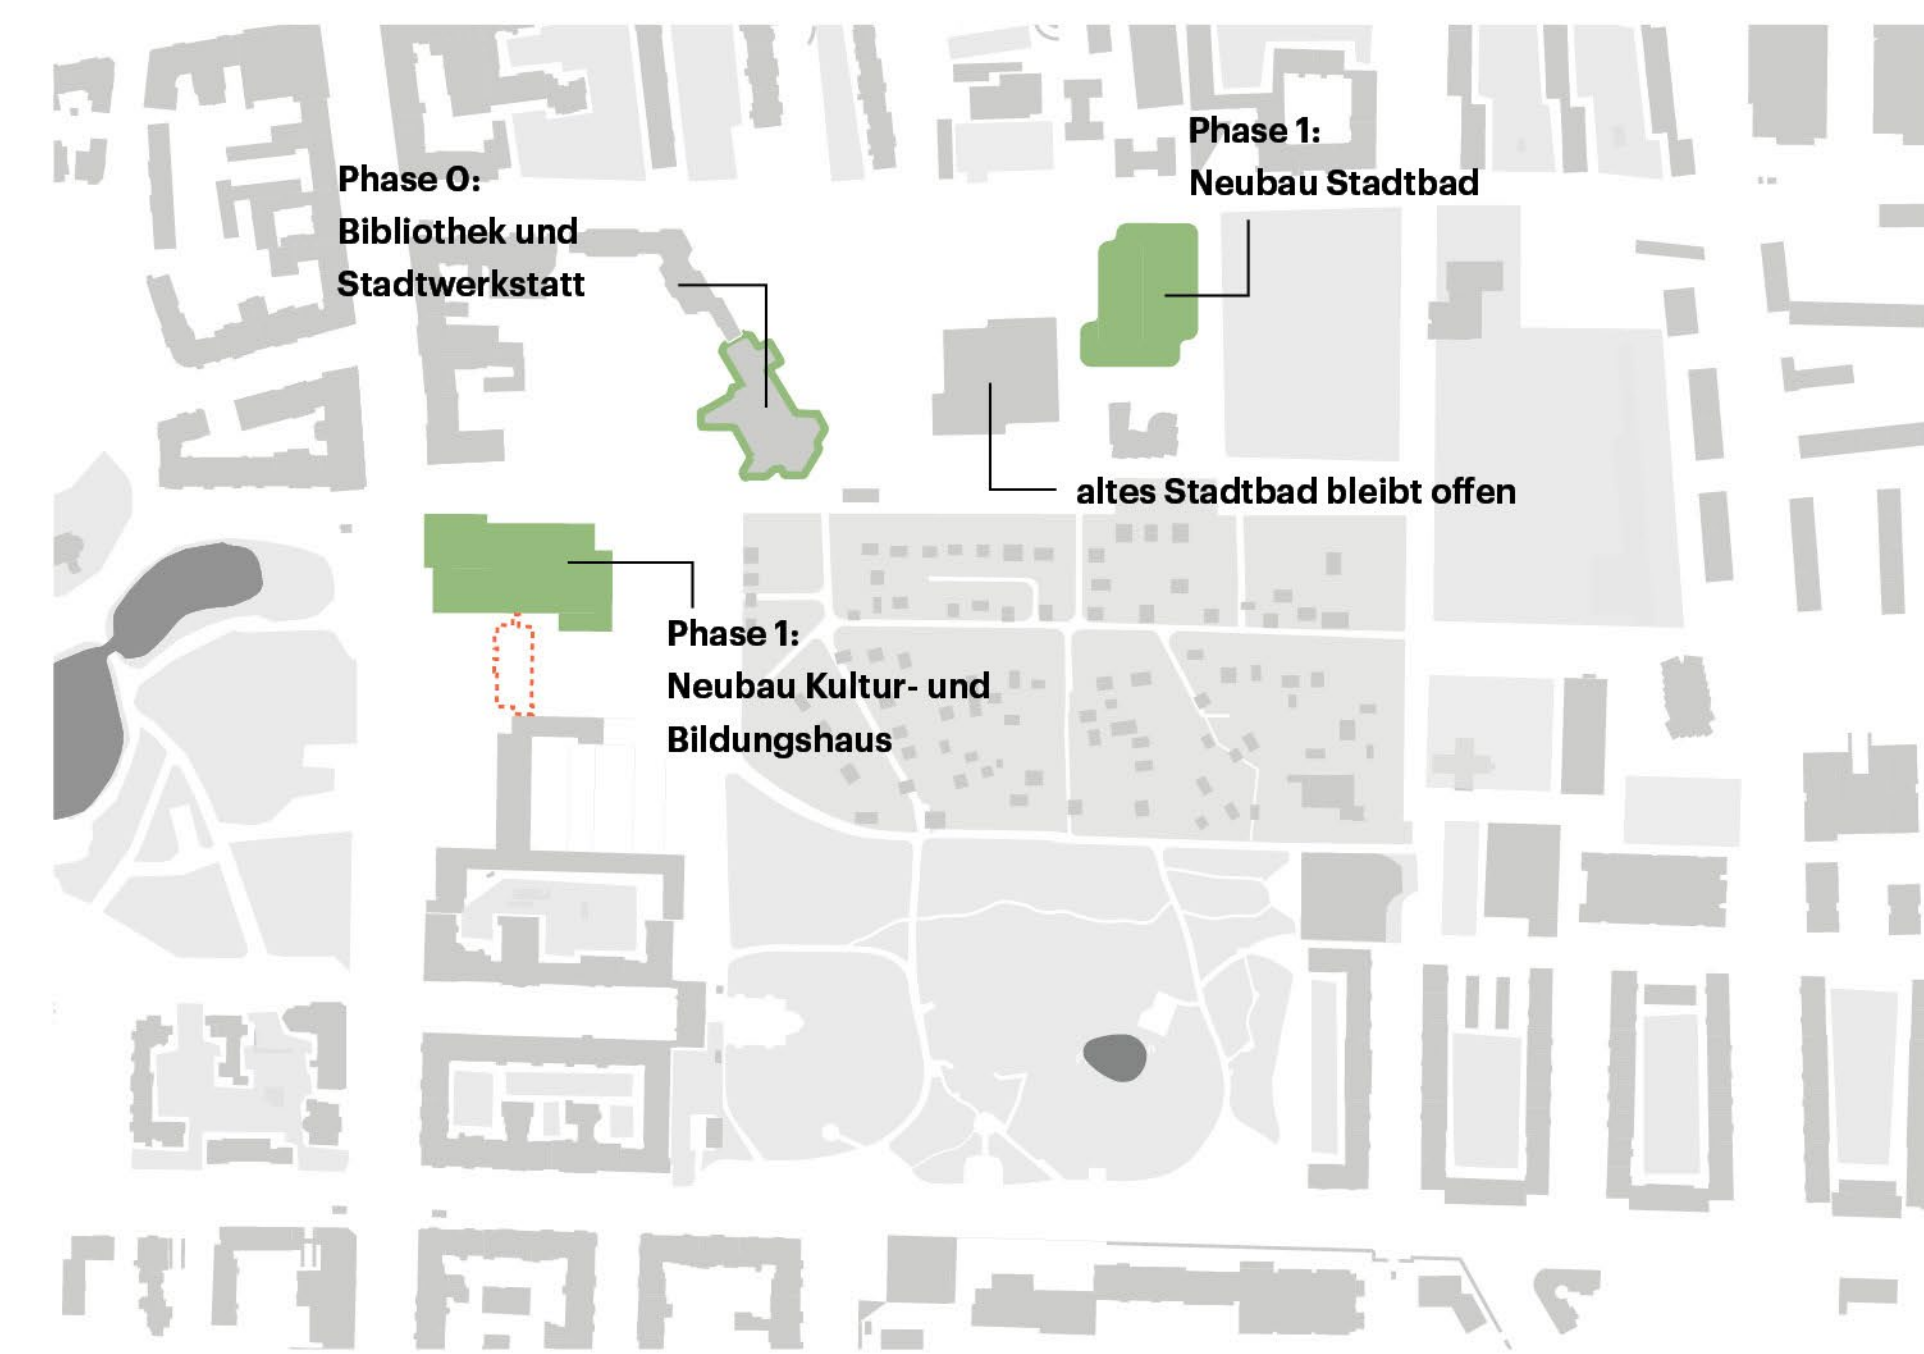 Phase 0:
Bibliothek und
Stadtwerkstatt
Phase 1:
Neubau Stadtbad
altes Stadtbad bleibt offen
Phase 1:
Neubau Kultur- und
Bildungshaus